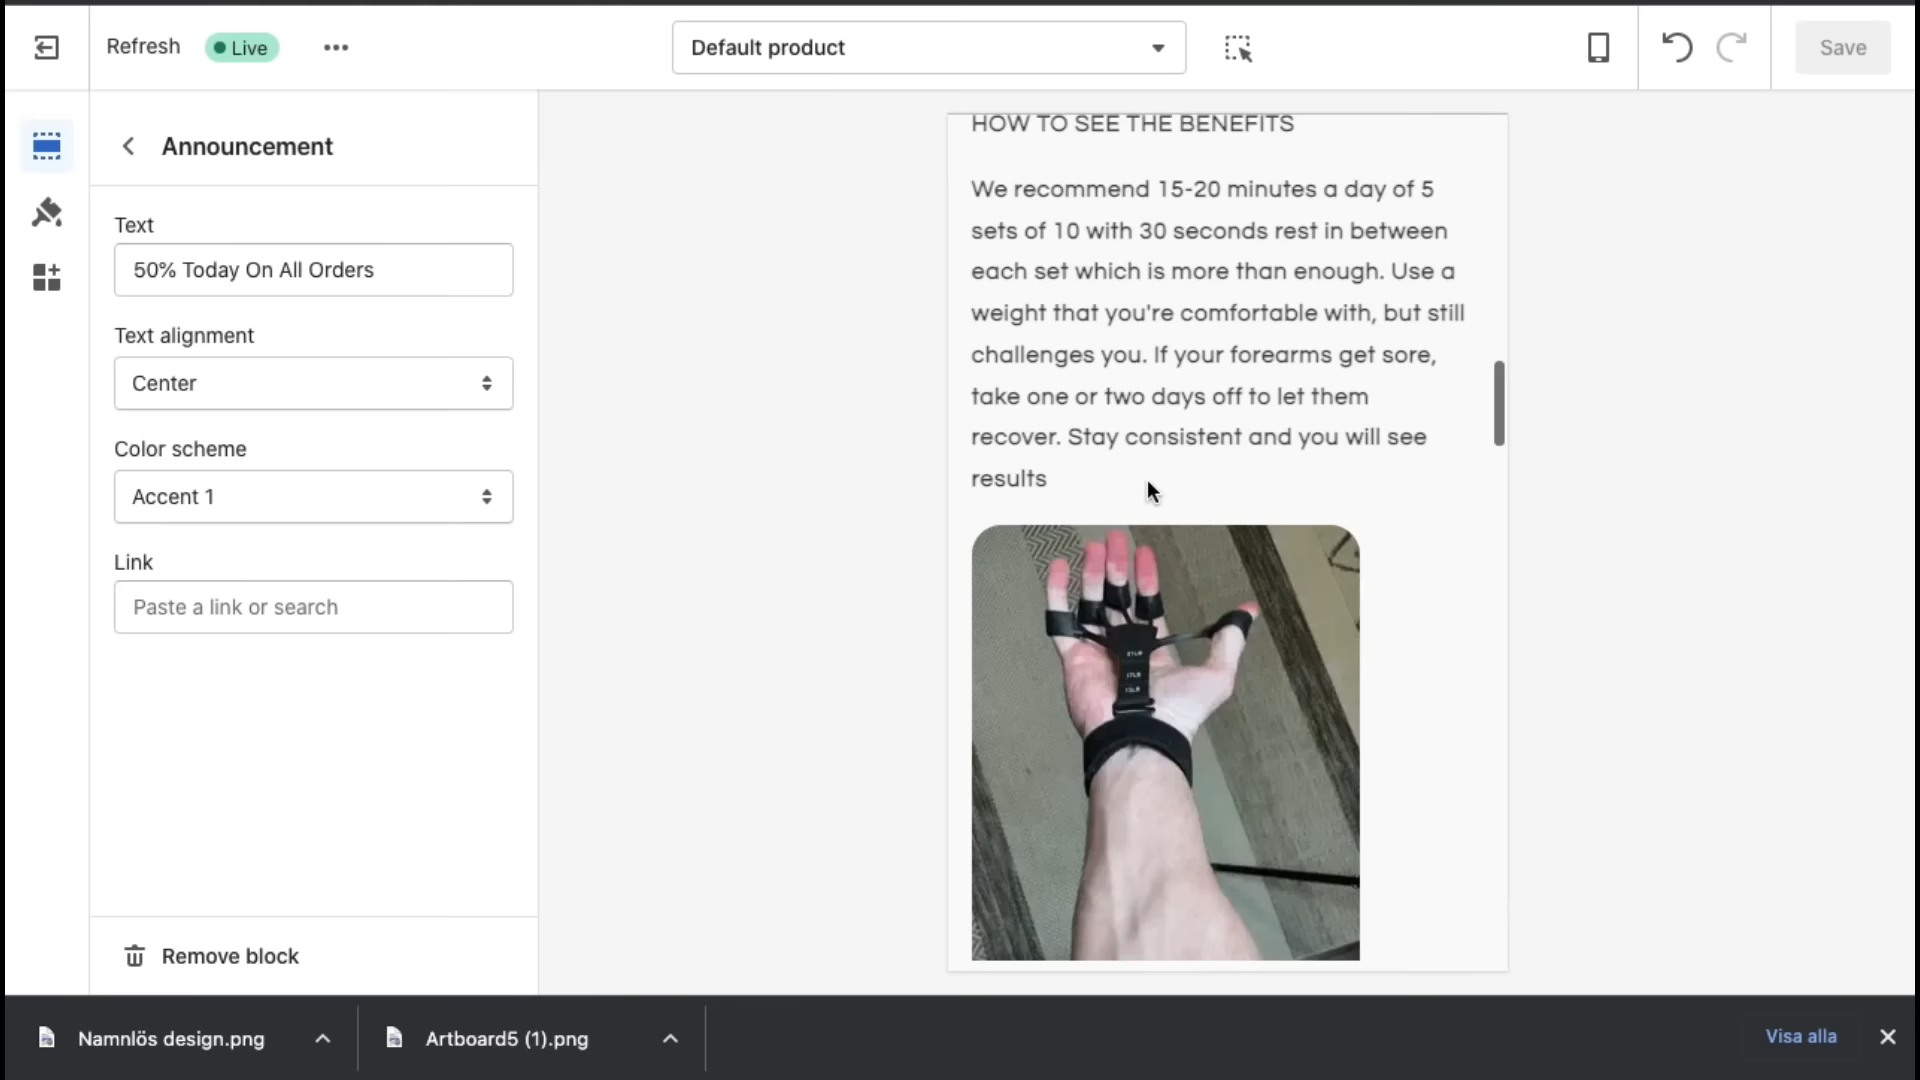 Refresh
Live
Default product
Save
Announcement
Text
50% Today On All Orders
Text alignment
Center
Color scheme
Accent 1
Link
Paste a link or search
Remove block
HOW TO SEE THE BENEFITS
We recommend 15-20 minutes a day of 5
sets of 10 with 30 seconds rest in between
each set which is more than enough. Use a
weight that you're comfortable with, but still
challenges you. If your forearms get sore,
take one or two days off to let them
recover. Stay consistent and you will see
results
Namnlös design.png
Artboard5 (1).png
Visa alla